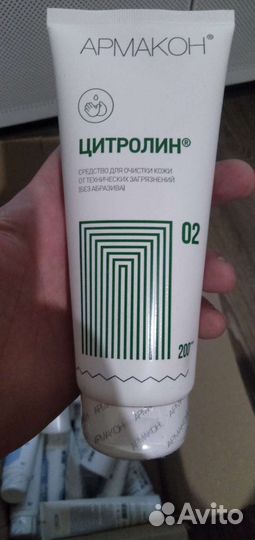 АРМАКОН®
ЦИТРОЛИН®
СРЕДСТВО ДЛЯ ОЧИСТКИ КОЖИ
ОТ ТЕХНИЧЕСКИХ ЗАГРЯЗНЕНИЙ
(БЕЗ АБРАЗИВА)
02
200
АРМАКОН
Avito